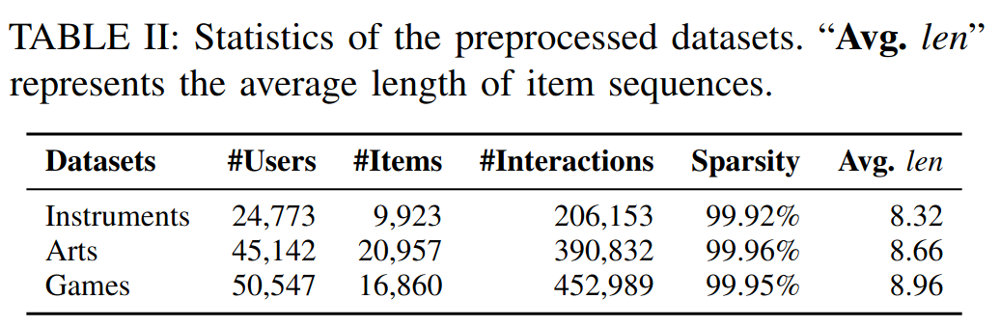 TABLE II: Statistics of the preprocessed datasets. “Avg. len”
represents the average length of item sequences.
Datasets #Users #Items #Interactions Sparsity Avg. len
Instruments 24,773 9,923 206,153 99.92% 8.32
Arts 45,142 20,957 390,832 99.96% 8.66
Games 50,547 16,860 452,989 99.95% 8.96